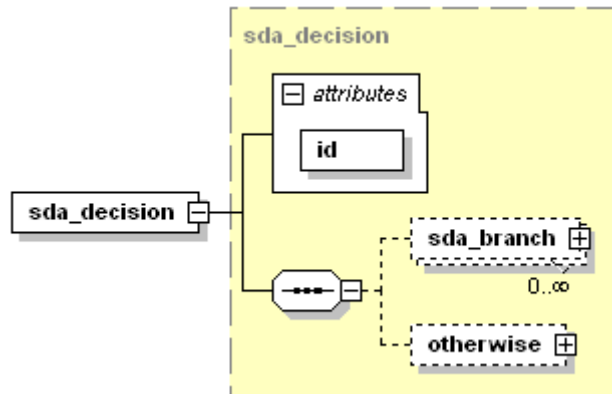 sda_decision
attributes
id
sda_decision
sda_branch
0..∞
otherwise